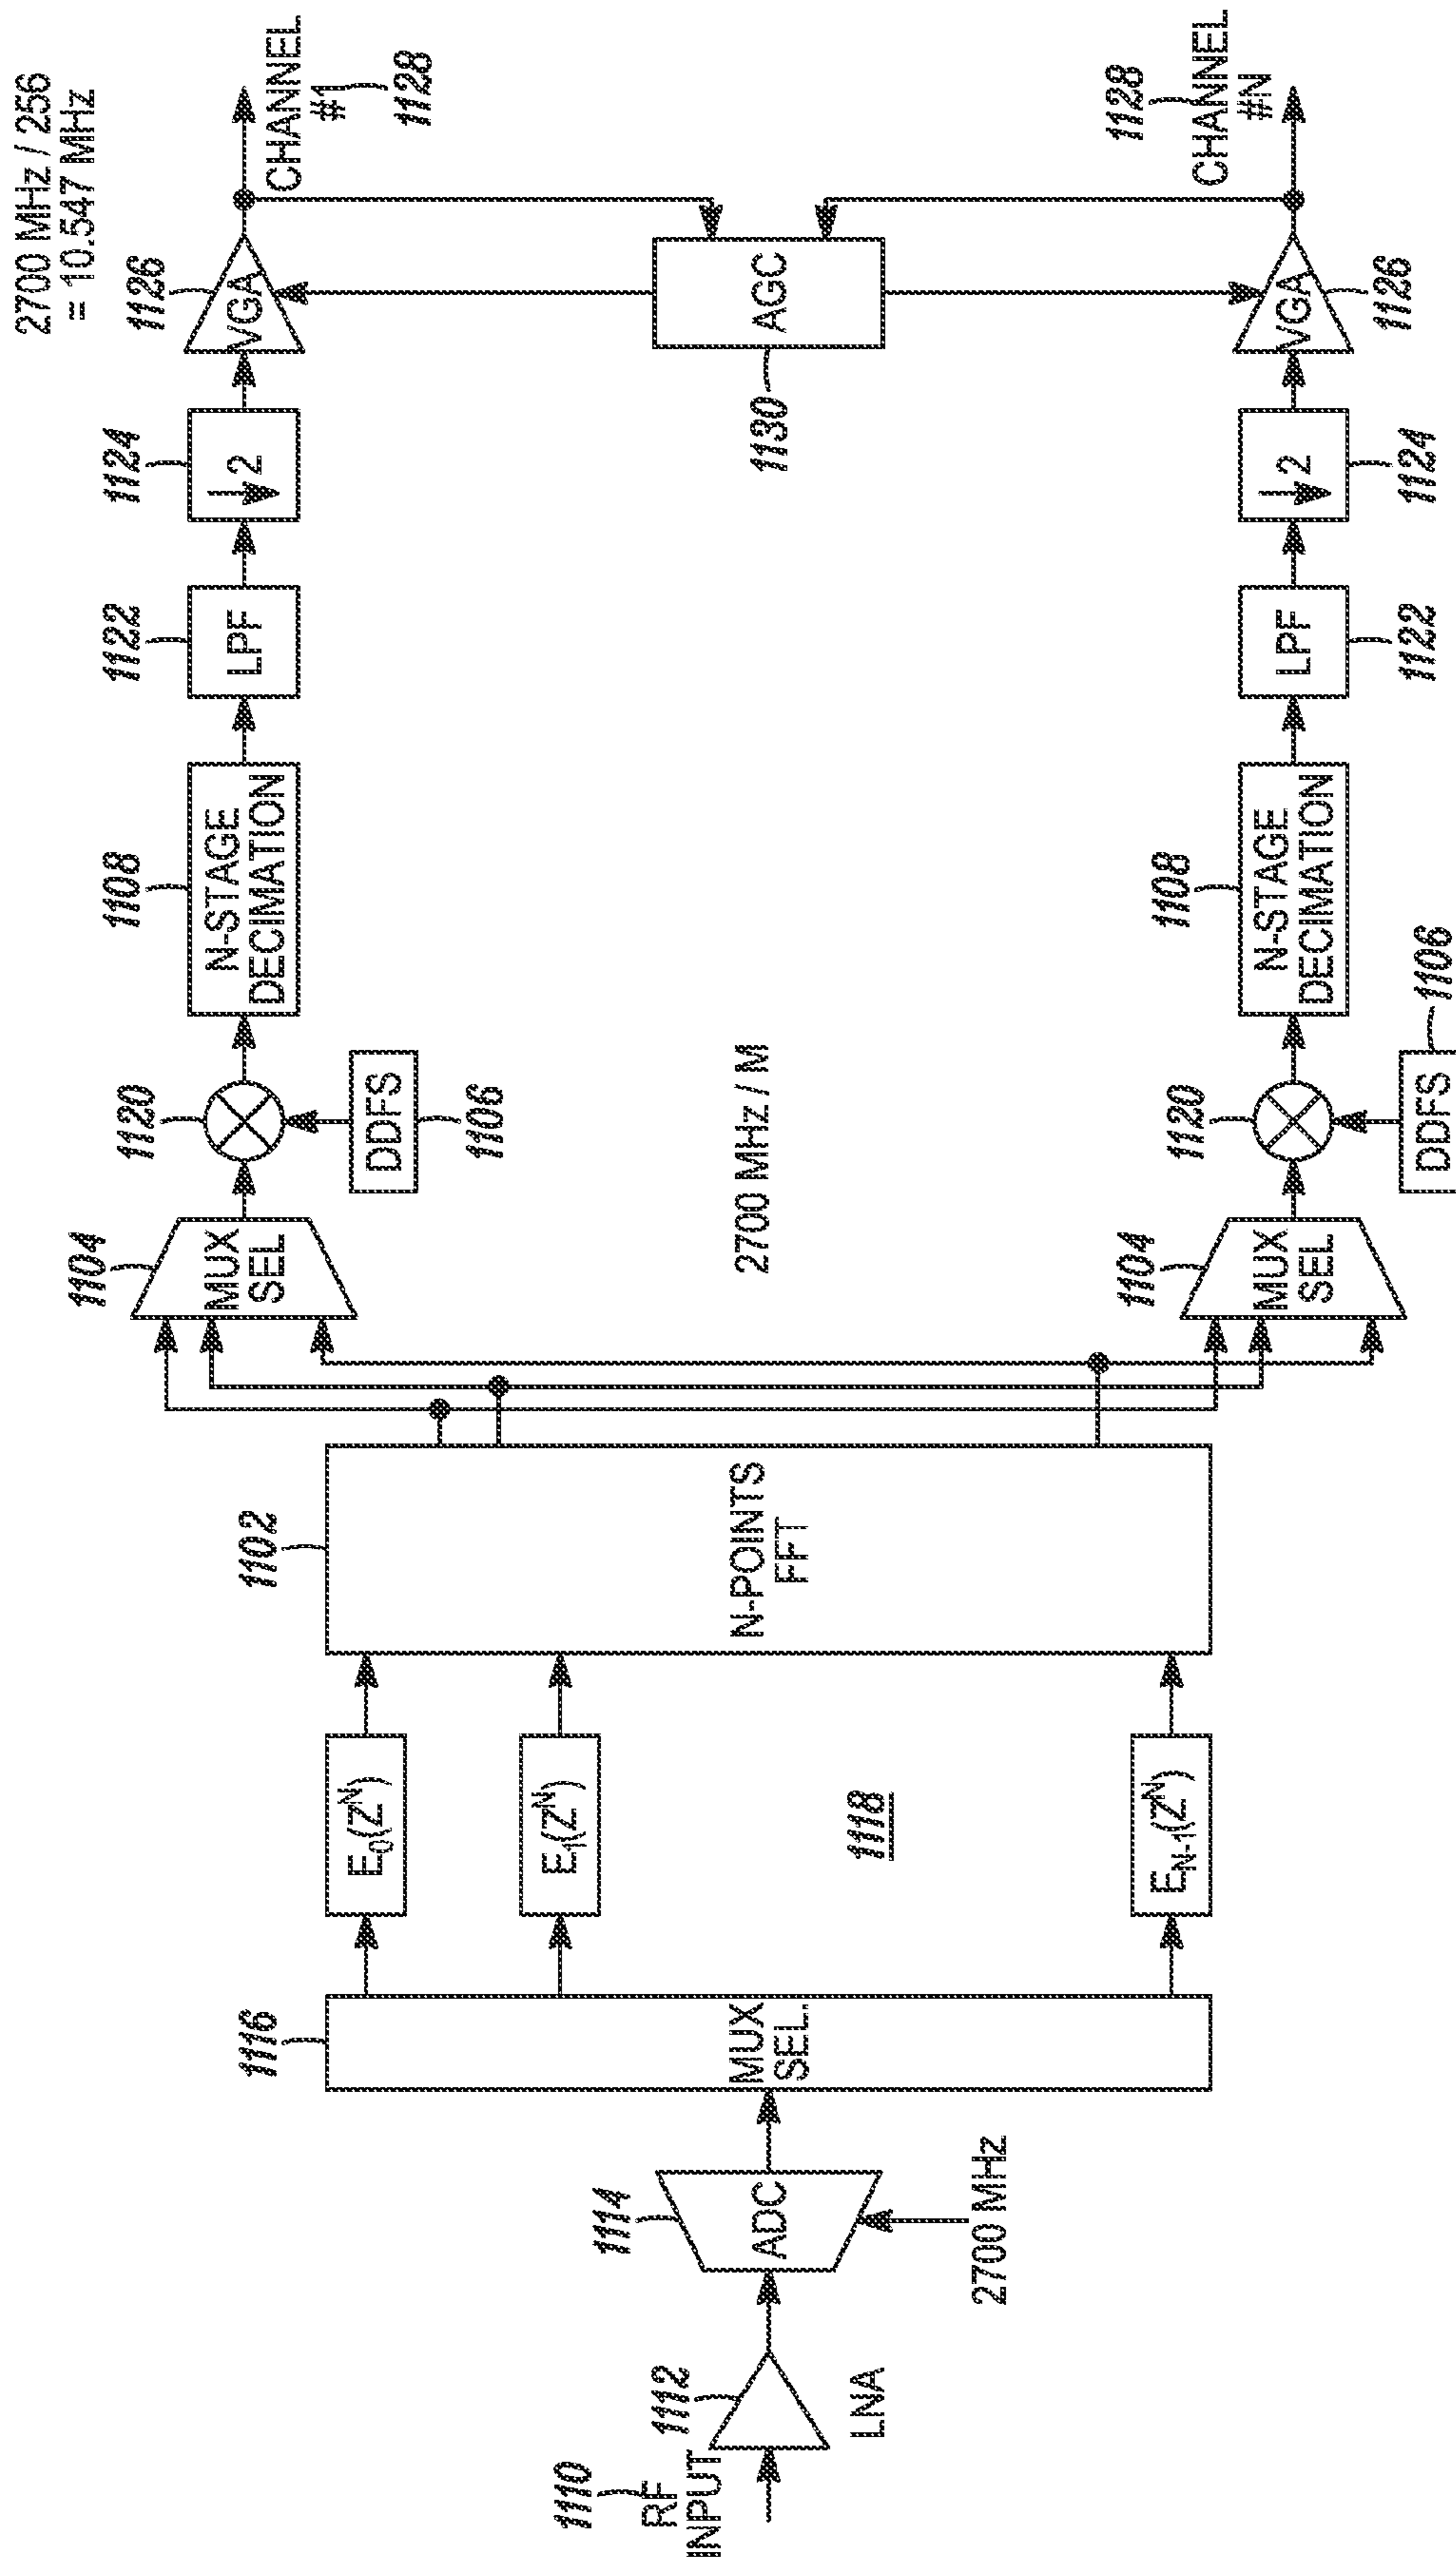 1110
RF
INPUT
1112
LNA
1114
ADC
2700 MHz
1116
MUX
SEL.
E0(Z^N)
E1(Z^N)
1118
EN-1(Z^N)
1102
N-POINTS
FFT
1104
MUX
SEL
1120
DDFS
1106
1108
N-STAGE
DECIMATION
1122
LPF
1124
2
1126
VGA
2700 MHz / 256
= 10.547 MHz
CHANNEL
#1
1128
2700 MHz / M
1130
AGC
1104
MUX
SEL
1120
DDFS
1106
1108
N-STAGE
DECIMATION
LPF
1122
2
1124
VGA
1126
1128
CHANNEL
#N